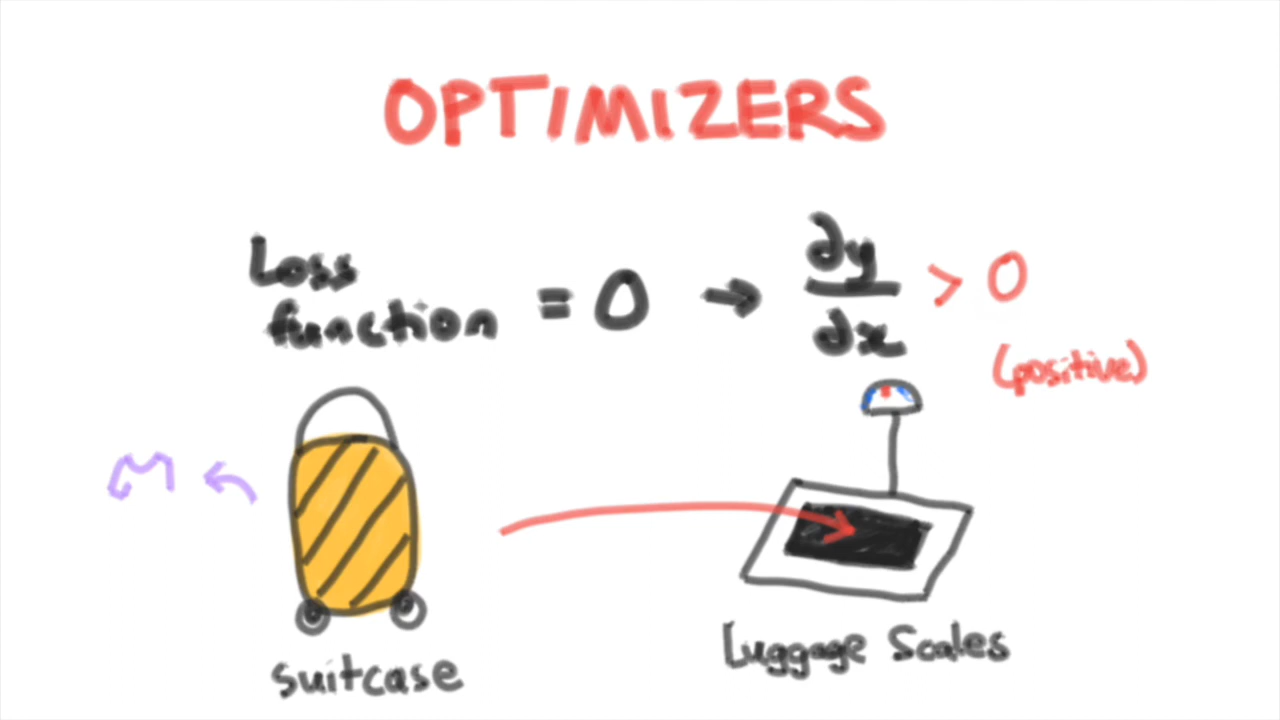 OPTIMIZERS
Loss
function = 0 → ∂y/∂x > 0
(positive)
M
suitcase
Luggage Scales